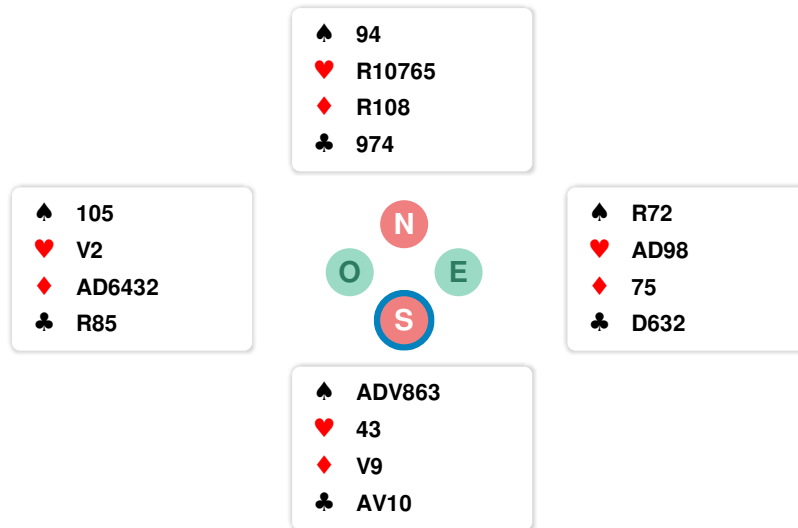 ♠ 94
♥ R10765
♦ R108
♣ 974
♠ 105
♥ V2
♦ AD6432
♣ R85
N
O E
S
♠ R72
♥ AD98
♦ 75
♣ D632
♠ ADV863
♥ 43
♦ V9
♣ AV10